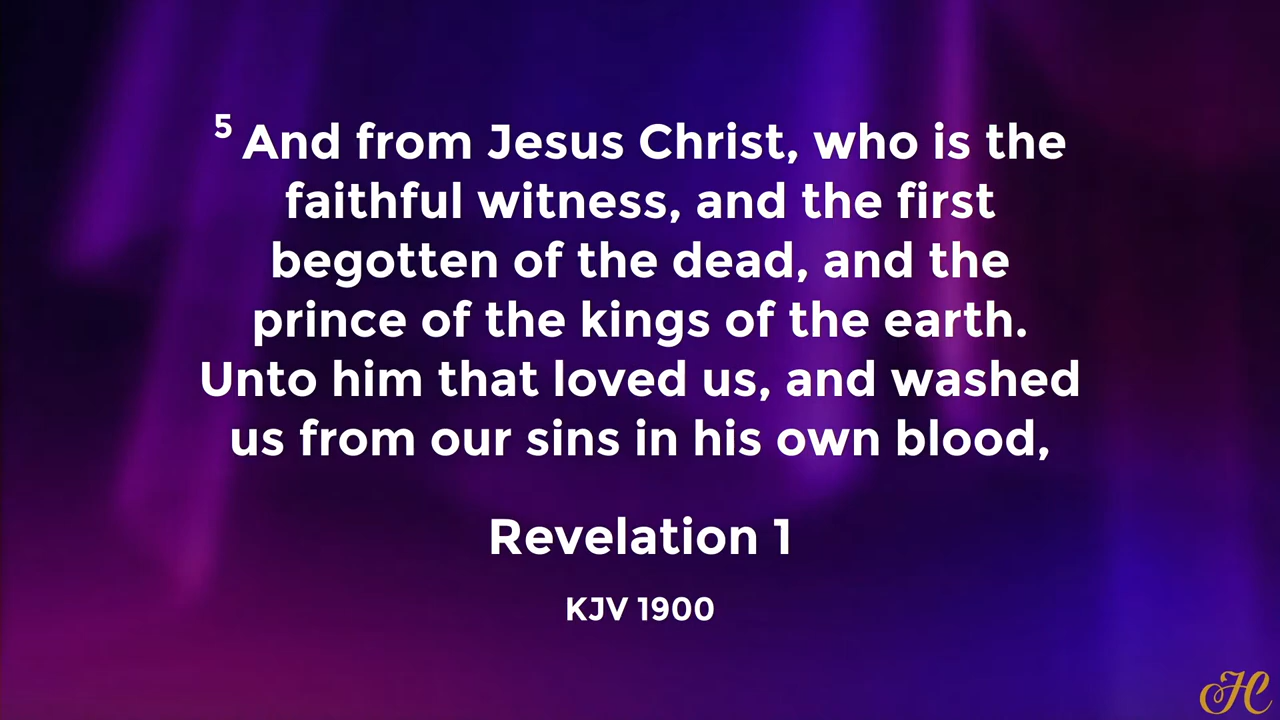 5 And from Jesus Christ, who is the
faithful witness, and the first
begotten of the dead, and the
prince of the kings of the earth.
Unto him that loved us, and washed
us from our sins in his own blood,
Revelation 1
KJV 1900
HC